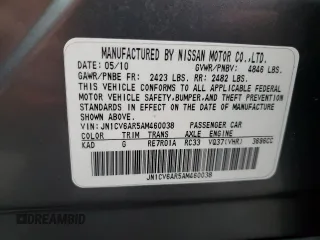 MANUFACTURED BY NISSAN MOTOR CO.,LTD.
DATE: 05/10 GVWR/PNBV: 4846 LBS.
GAWR/PNBE FR: 2423 LBS. RR: 2482 LBS.
THIS VEHICLE CONFORMS TO ALL APPLICABLE
STANDARDS IN EFFECT ON THE DATE OF
MOTOR VEHICLE SAFETY, BUMPER, AND THEFT PREVENTION
MANUFACTURE SHOWN ABOVE.
VIN: JN1CV6AR5AM460038 PASSENGER CAR
COLOR TRIM TRANS AXLE ENGINE
KAD G RE7R01A RC33 VQ37(VHR) 3696CC
JN1CV6AR5AM460038
AUTOBIDMASTER